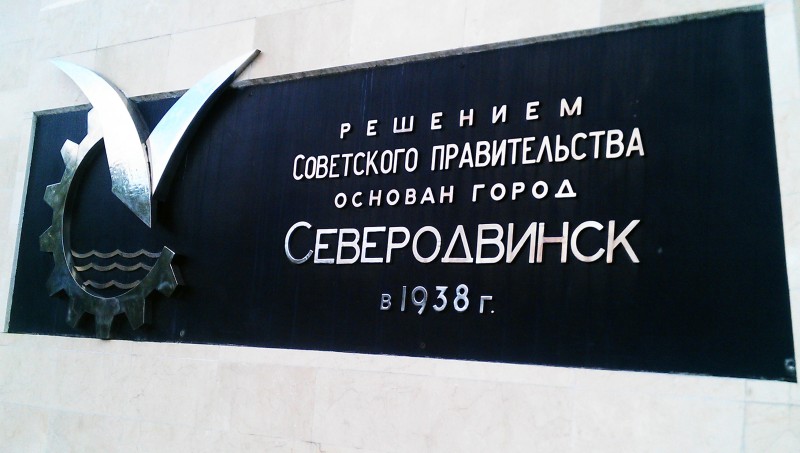 РЕШЕНИЕМ
СОВЕТСКОГО ПРАВИТЕЛЬСТВА
ОСНОВАН ГОРОД
СЕВЕРОДВИНСК
В 1938 Г.